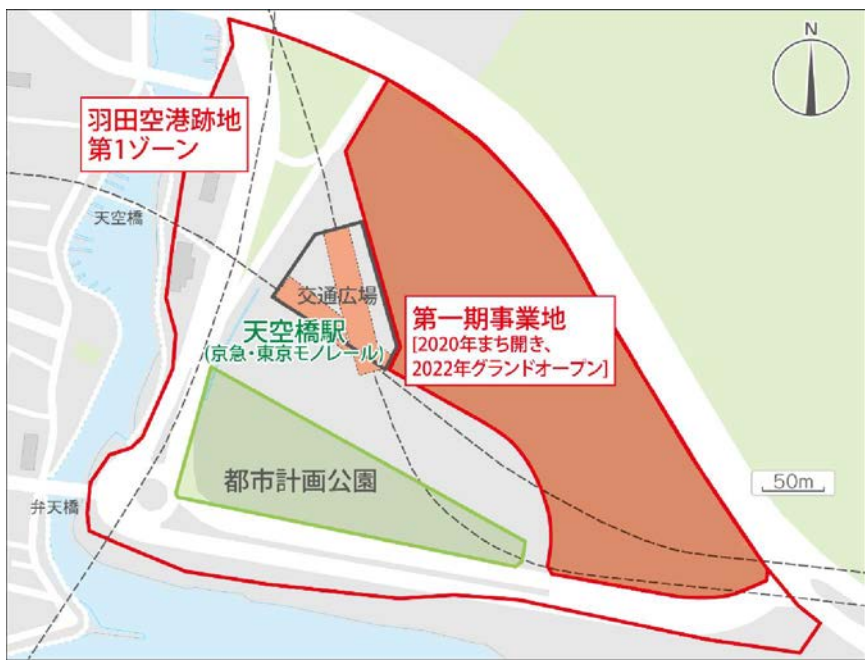 N
羽田空港跡地
第1ゾーン
天空橋
交通広場
天空橋駅
(京急・東京モノレール)
第一期事業地
[2020年まち開き、
2022年グランドオープン]
都市計画公園
50m
弁天橋